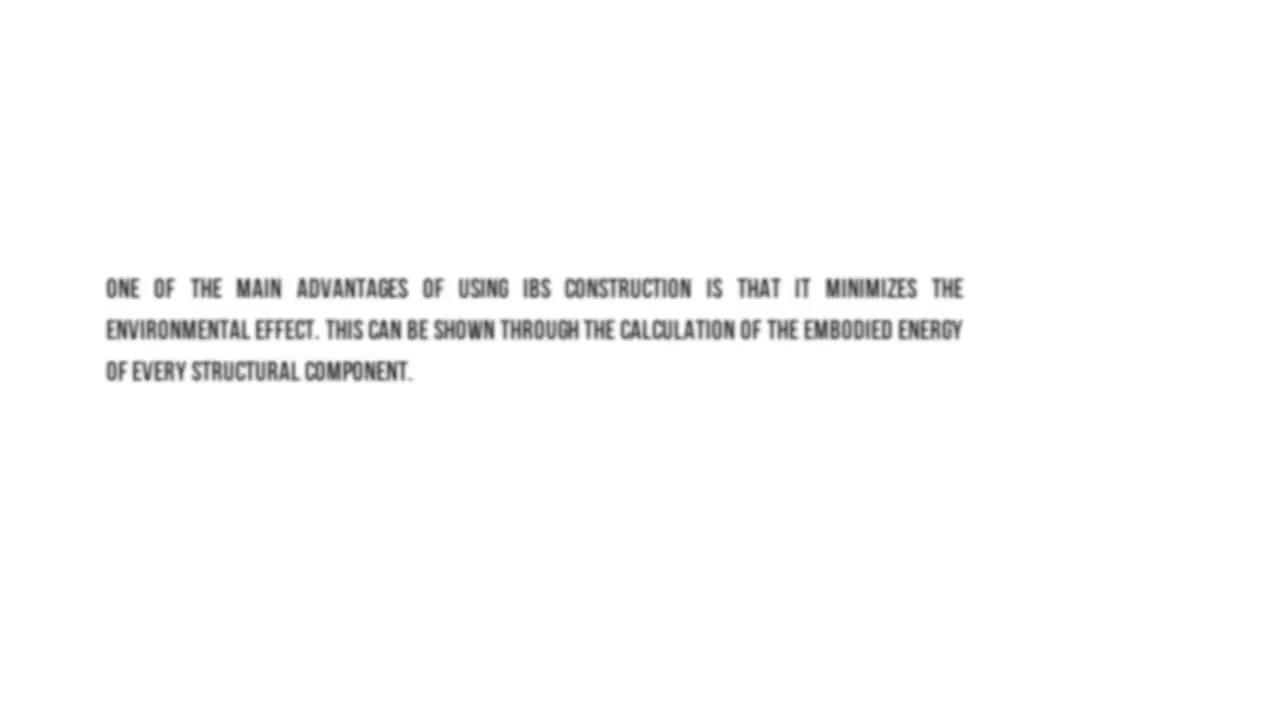 ONE OF THE MAIN ADVANTAGES OF USING IBS CONSTRUCTION IS THAT IT MINIMIZES THE
ENVIRONMENTAL EFFECT. THIS CAN BE SHOWN THROUGH THE CALCULATION OF THE EMBODIED ENERGY
OF EVERY STRUCTURAL COMPONENT.